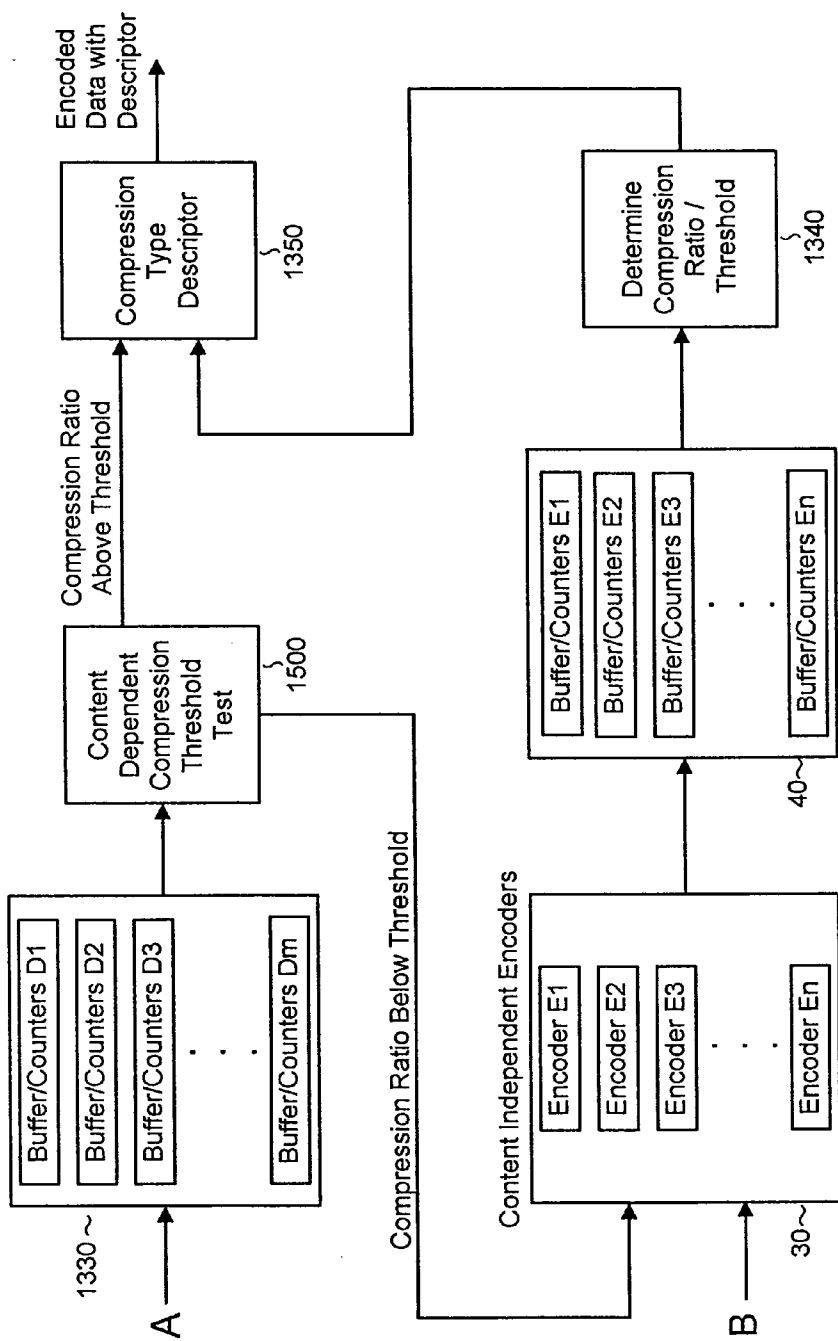 A
1330
Buffer/Counters D1
Buffer/Counters D2
Buffer/Counters D3
. . .
Buffer/Counters Dm
Content
Dependent
Compression
Threshold
Test
1500
Compression Ratio
Above Threshold
Compression
Type
Descriptor
1350
Encoded
Data with
Descriptor
Compression Ratio Below Threshold
B
Content Independent Encoders
Encoder E1
Encoder E2
Encoder E3
. . .
Encoder En
30
Buffer/Counters E1
Buffer/Counters E2
Buffer/Counters E3
. . .
Buffer/Counters En
40
Determine
Compression
Ratio /
Threshold
1340